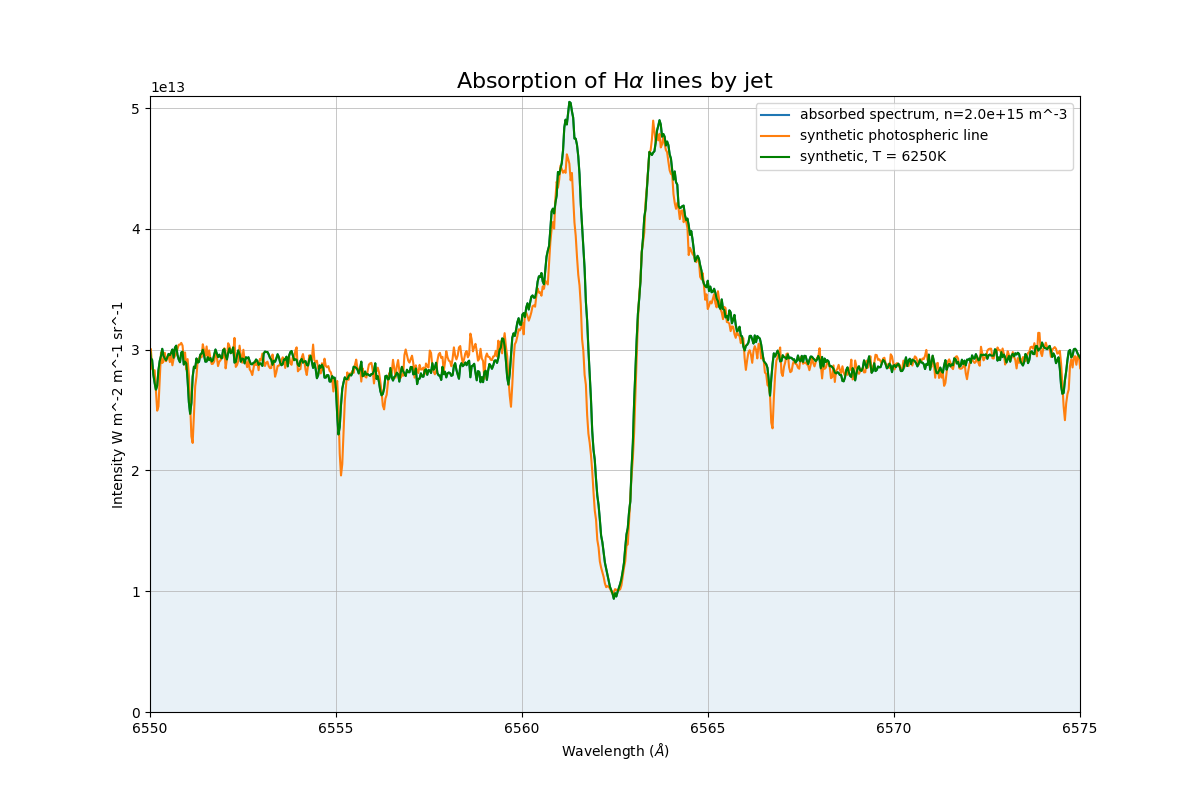 Absorption of Hα lines by jet
1e13
absorbed spectrum, n=2.0e+15 m^-3
synthetic photospheric line
synthetic, T = 6250K
5
4
3
2
1
0
Intensity W m^-2 m^-1 sr^-1
6550 6555 6560 6565 6570 6575
Wavelength (Å)